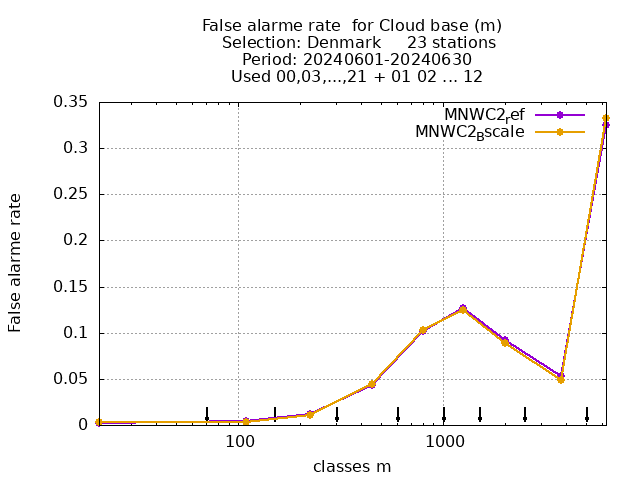 False alarme rate  for Cloud base (m)
Selection: Denmark     23 stations
Period: 20240601-20240630
Used 00,03,...,21 + 01 02 ... 12
MNWC2ref
MNWC2Bscale
0.35
0.3
0.25
0.2
0.15
0.1
0.05
0
False alarme rate
100
1000
classes m